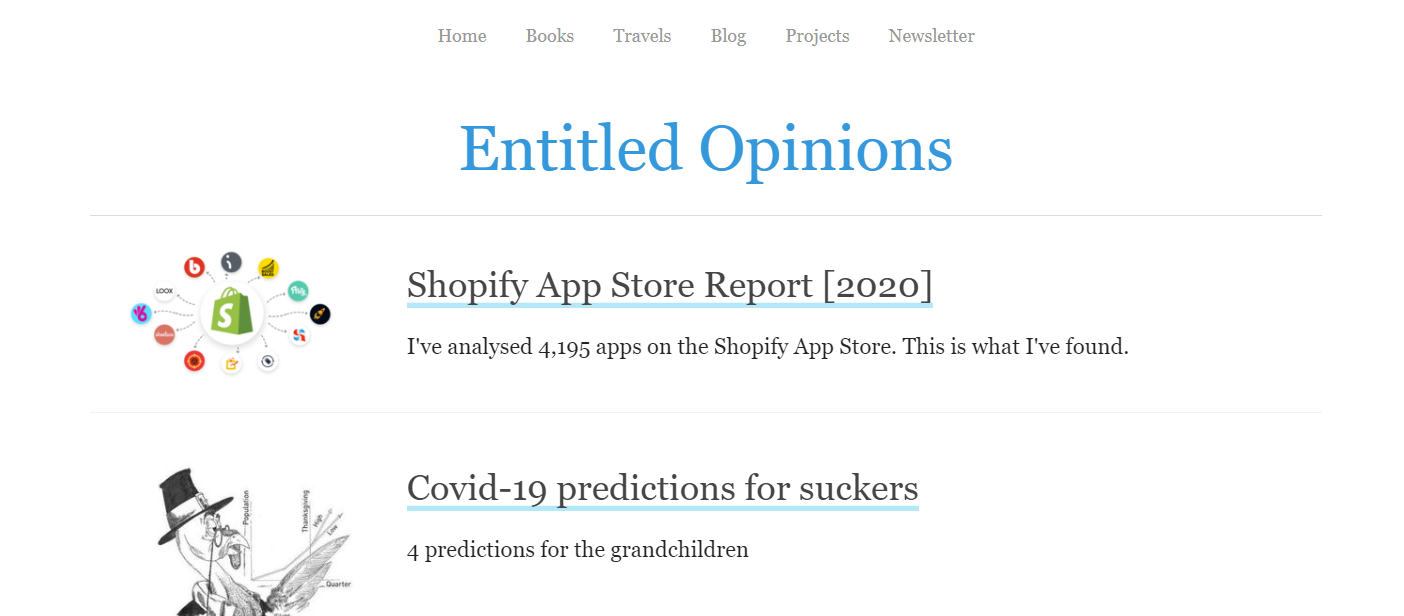 Home Books Travels Blog Projects Newsletter
Entitled Opinions
LOOX
Shopify App Store Report [2020]
I've analysed 4,195 apps on the Shopify App Store. This is what I've found.
Covid-19 predictions for suckers
4 predictions for the grandchildren
Population
Thanksgiving
High
Low
Quarter